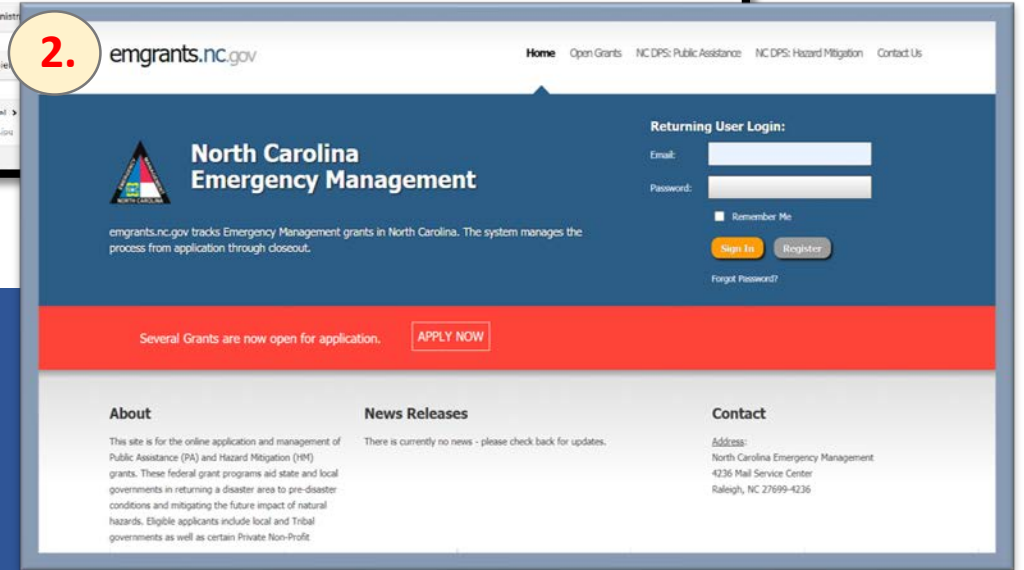 2.
emgrants.nc.gov
Home Open Grants NC DPS: Public Assistance NC DPS: Hazard Mitigation Contact Us
North Carolina
Emergency Management
NORTH CAROLINA
emgrants.nc.gov tracks Emergency Management grants in North Carolina. The system manages the
process from application through closeout.
Returning User Login:
Email:
Password:
Remember Me
Sign In Register
Forgot Password?
Several Grants are now open for application. APPLY NOW
About
This site is for the online application and management of
Public Assistance (PA) and Hazard Mitigation (HM)
grants. These federal grant programs aid state and local
governments in returning a disaster area to pre-disaster
conditions and mitigating the future impact of natural
hazards. Eligible applicants include local and Tribal
governments as well as certain Private Non-Profit
News Releases
There is currently no news - please check back for updates.
Contact
Address:
North Carolina Emergency Management
4236 Mail Service Center
Raleigh, NC 27699-4236